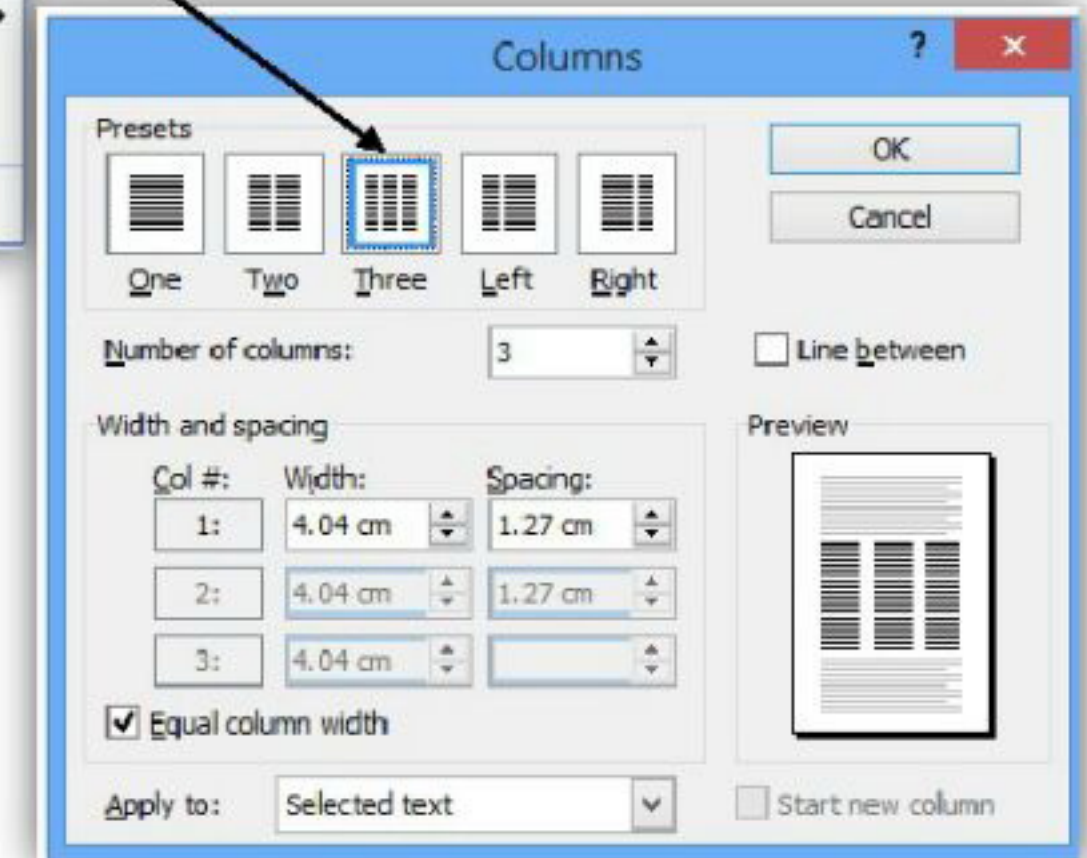 Columns ?
Presets
One Two Three Left Right
OK
Cancel
Number of columns: 3
Line between
Width and spacing
Col #: Width: Spacing:
1: 4.04 cm 1.27 cm
2: 4.04 cm 1.27 cm
3: 4.04 cm
Equal column width
Preview
Apply to: Selected text
Start new column